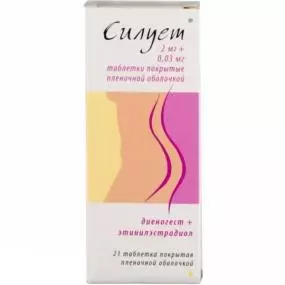 Силует®
2 мг +
0,03 мг
таблетки покрытые
пленочной оболочкой
диеногест +
этинилэстрадиол
21 таблетка покрытая
пленочной оболочкой